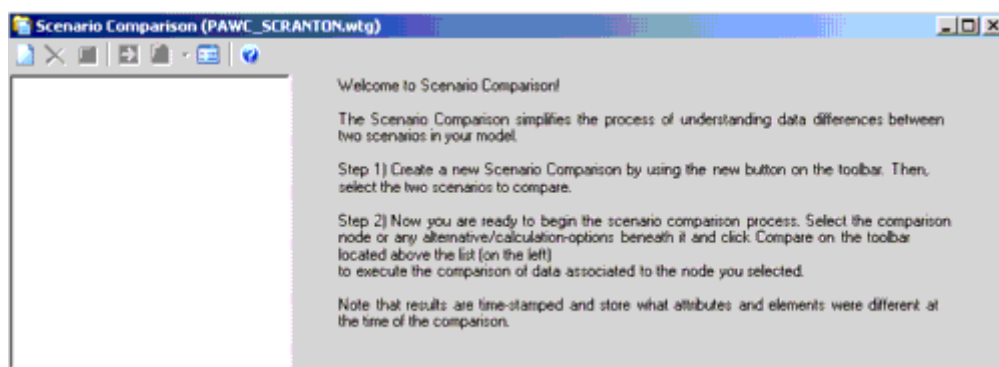 Scenario Comparison (PAWC_SCRANTON.wtg)
Welcome to Scenario Comparison!
The Scenario Comparison simplifies the process of understanding data differences between
two scenarios in your model.
Step 1) Create a new Scenario Comparison by using the new button on the toolbar. Then,
select the two scenarios to compare.
Step 2) Now you are ready to begin the scenario comparison process. Select the comparison
node or any alternative/calculation-options beneath it and click Compare on the toolbar
located above the list (on the left)
to execute the comparison of data associated to the node you selected.
Note that results are time-stamped and store what attributes and elements were different at
the time of the comparison.